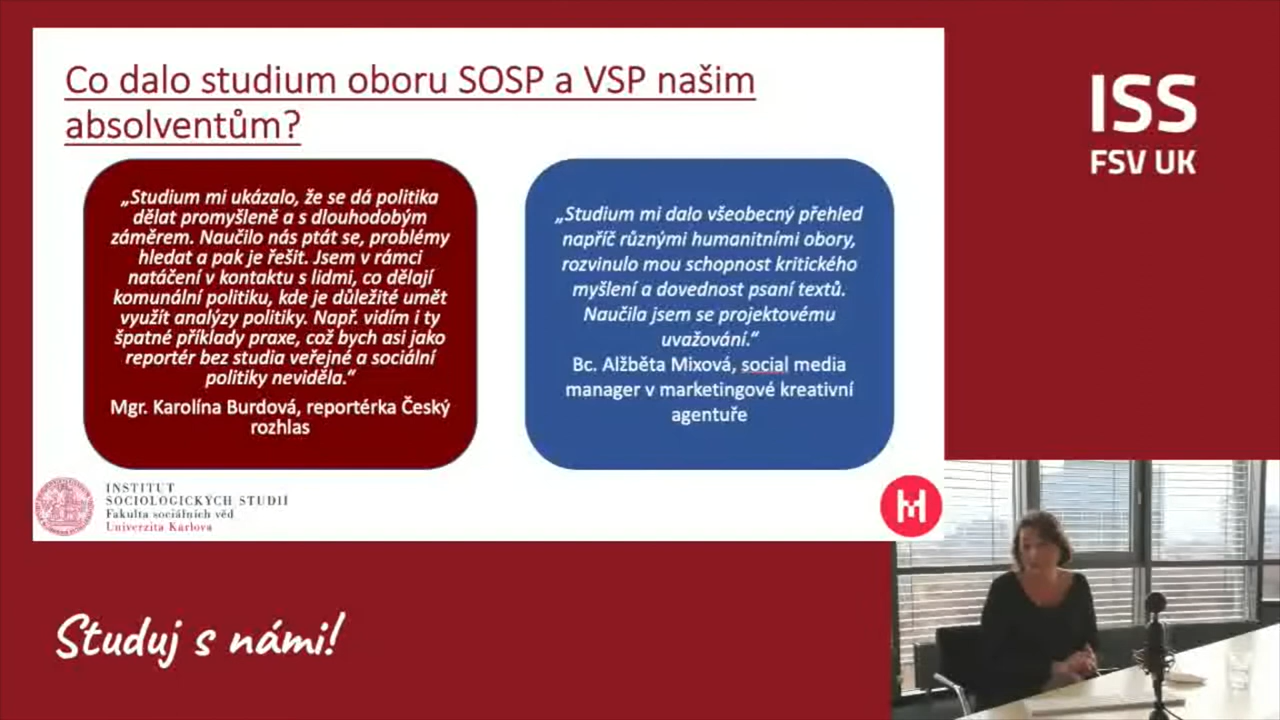 Co dalo studium oboru SOSP a VSP našim
absolventům?
„Studium mi ukázalo, že se dá politika
dělat promyšleně a s dlouhodobým
záměrem. Naučilo nás ptát se, problémy
hledat a pak je řešit. Jsem v rámci
natáčení v kontaktu s lidmi, co dělají
komunální politiku, kde je důležité umět
využít analýzy politiky. Např. vidím i ty
špatné příklady praxe, což bych asi jako
reportér bez studia veřejné a sociální
politiky neviděla.“
Mgr. Karolína Burdová, reportérka Český
rozhlas
„Studium mi dalo všeobecný přehled
napříč různými humanitními obory,
rozvinulo mou schopnost kritického
myšlení a dovednost psaní textů.
Naučila jsem se projektovému
uvažování.“
Bc. Alžběta Mixová, social media
manager v marketingové kreativní
agentuře
INSTITUT
SOCIOLOGICKÝCH STUDIÍ
Fakulta sociálních věd
Univerzita Karlova
M
ISS
FSV UK
Studuj s námi!